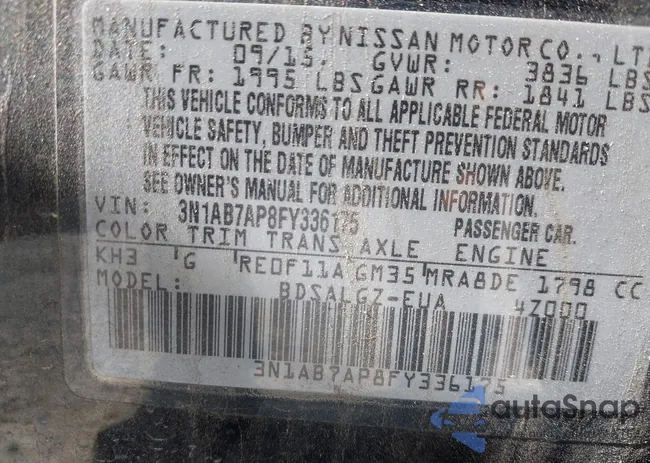 MANUFACTURED BY NISSAN MOTOR CO., LTD
DATE: 09/15, GVWR: 3836 LBS
GAWR FR: 1995 LBS GAWR RR: 1841 LBS
THIS VEHICLE CONFORMS TO ALL APPLICABLE FEDERAL MOTOR
VEHICLE SAFETY, BUMPER AND THEFT PREVENTION STANDARDS
IN EFFECT ON THE DATE OF MANUFACTURE SHOWN ABOVE.
SEE OWNER'S MANUAL FOR ADDITIONAL INFORMATION.
VIN: 3N1AB7AP8FY336175 PASSENGER CAR.
COLOR TRIM TRANS AXLE ENGINE
KH3 G RE0F11A GM35 MRA8DE 1798 CC
MODEL: BDSALGZ-EUA 4Z000
3N1AB7AP8FY336175
autoSnap